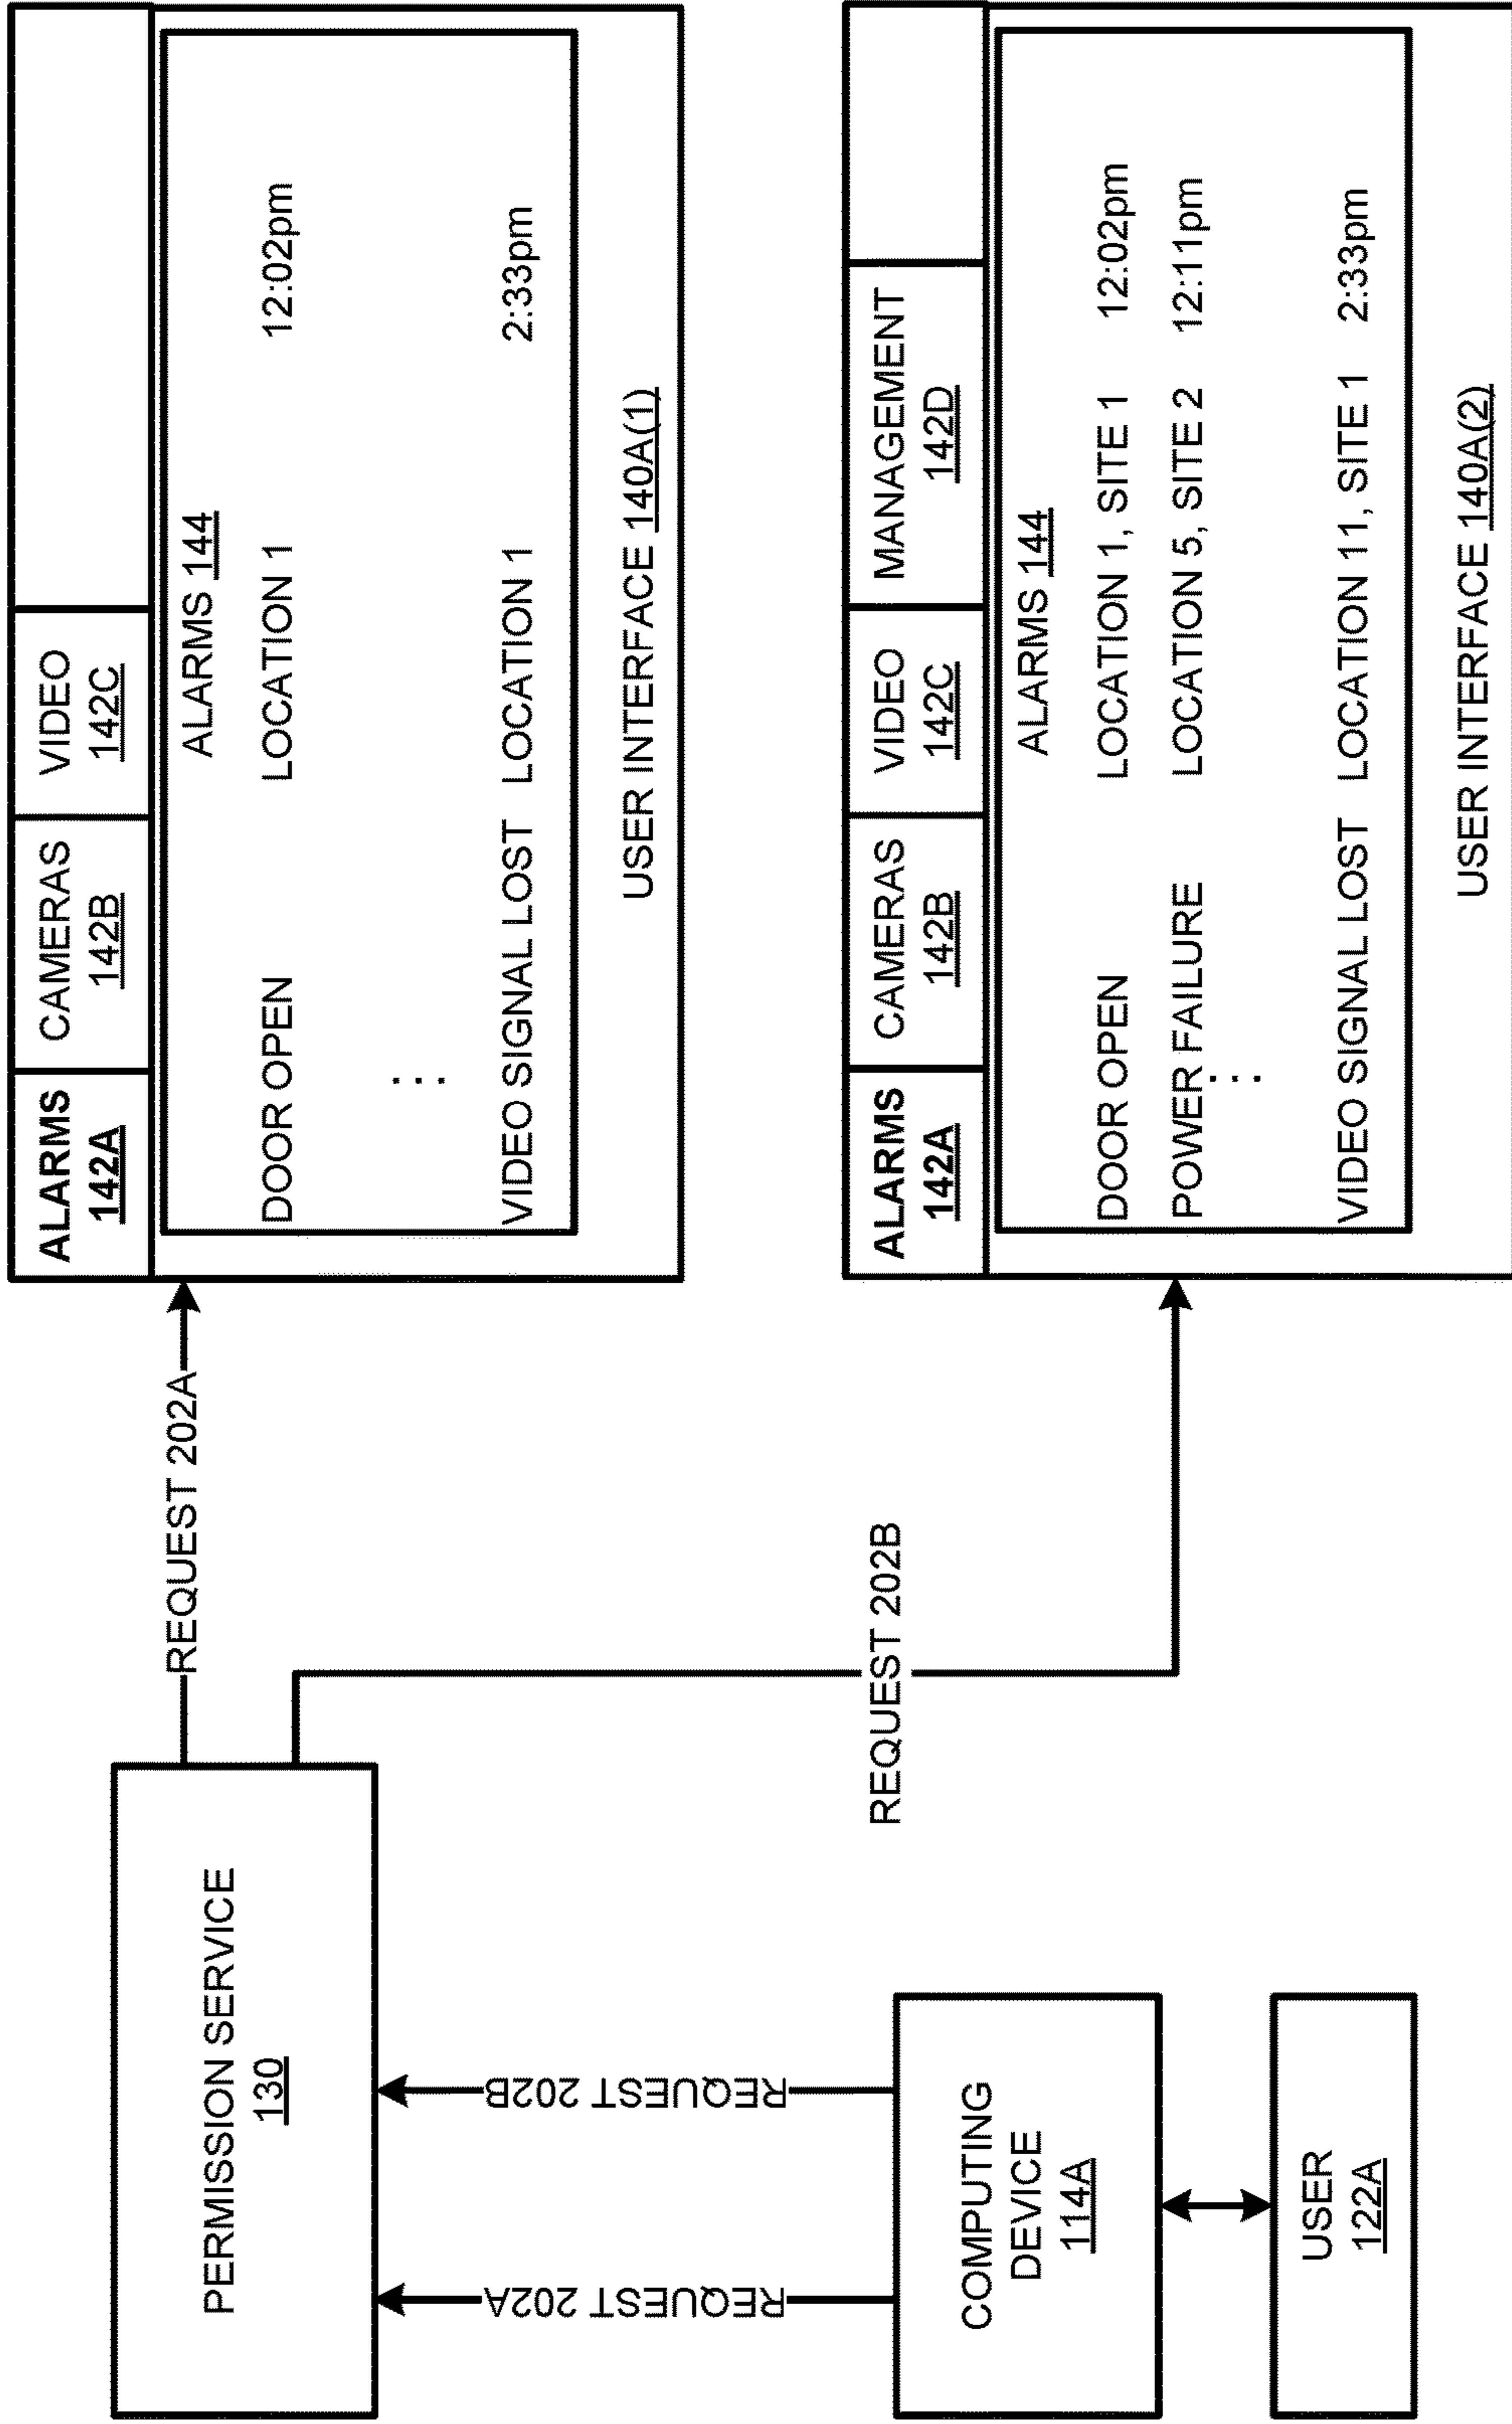 PERMISSION SERVICE
130
REQUEST 202A
REQUEST 202B
COMPUTING
DEVICE
114A
USER
122A
REQUEST 202A
REQUEST 202B
ALARMS
142A
CAMERAS
142B
VIDEO
142C
ALARMS 144
DOOR OPEN LOCATION 1 12:02pm
...
VIDEO SIGNAL LOST LOCATION 1 2:33pm
USER INTERFACE 140A(1)
ALARMS
142A
CAMERAS
142B
VIDEO
142C
MANAGEMENT
142D
ALARMS 144
DOOR OPEN LOCATION 1, SITE 1 12:02pm
POWER FAILURE LOCATION 5, SITE 2 12:11pm
...
VIDEO SIGNAL LOST LOCATION 11, SITE 1 2:33pm
USER INTERFACE 140A(2)